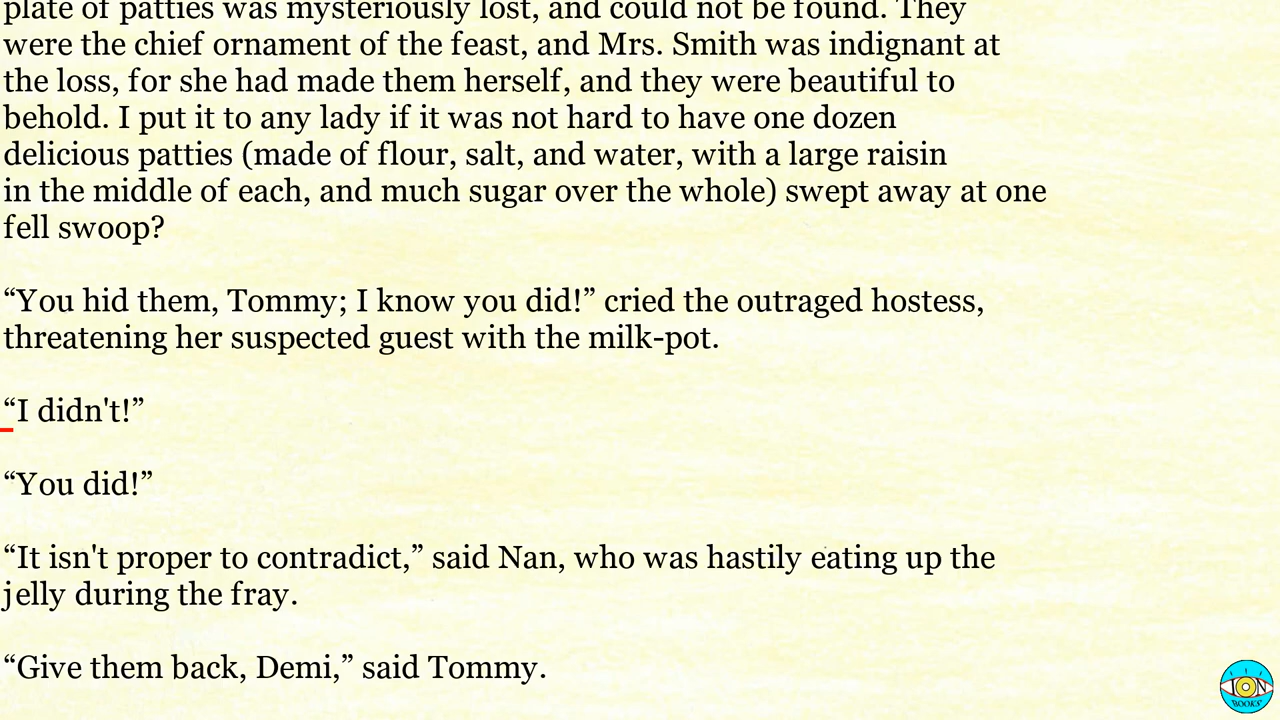 plate of patties was mysteriously lost, and could not be found. They
were the chief ornament of the feast, and Mrs. Smith was indignant at
the loss, for she had made them herself, and they were beautiful to
behold. I put it to any lady if it was not hard to have one dozen
delicious patties (made of flour, salt, and water, with a large raisin
in the middle of each, and much sugar over the whole) swept away at one
fell swoop?
“You hid them, Tommy; I know you did!” cried the outraged hostess,
threatening her suspected guest with the milk-pot.
“I didn't!”
“You did!”
“It isn't proper to contradict,” said Nan, who was hastily eating up the
jelly during the fray.
“Give them back, Demi,” said Tommy.
ION
BOOKS